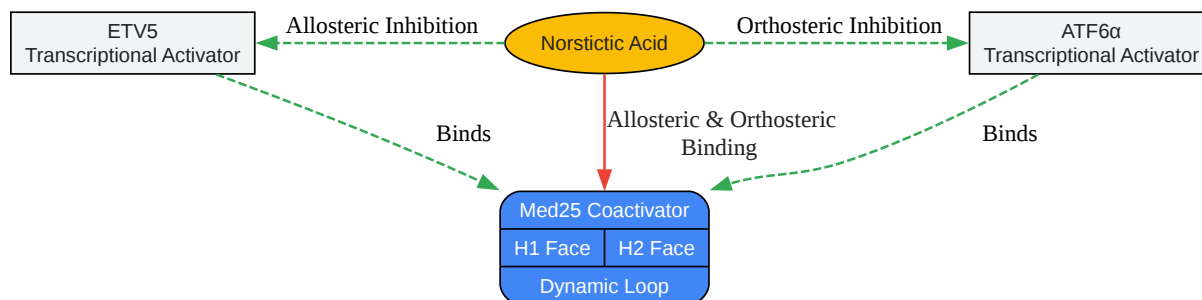 ETV5
Transcriptional Activator
Allosteric Inhibition
Norstictic Acid
Orthosteric Inhibition
ATF6α
Transcriptional Activator
Binds
Allosteric & Orthosteric
Binding
Binds
Med25 Coactivator
H1 Face
H2 Face
Dynamic Loop